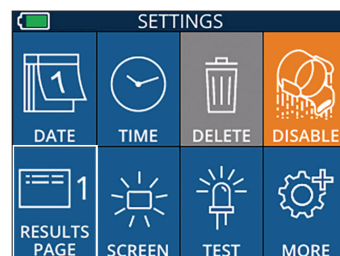 SETTINGS
1
DATE
TIME
DELETE
DISABLE
1
RESULTS
PAGE
SCREEN
TEST
MORE